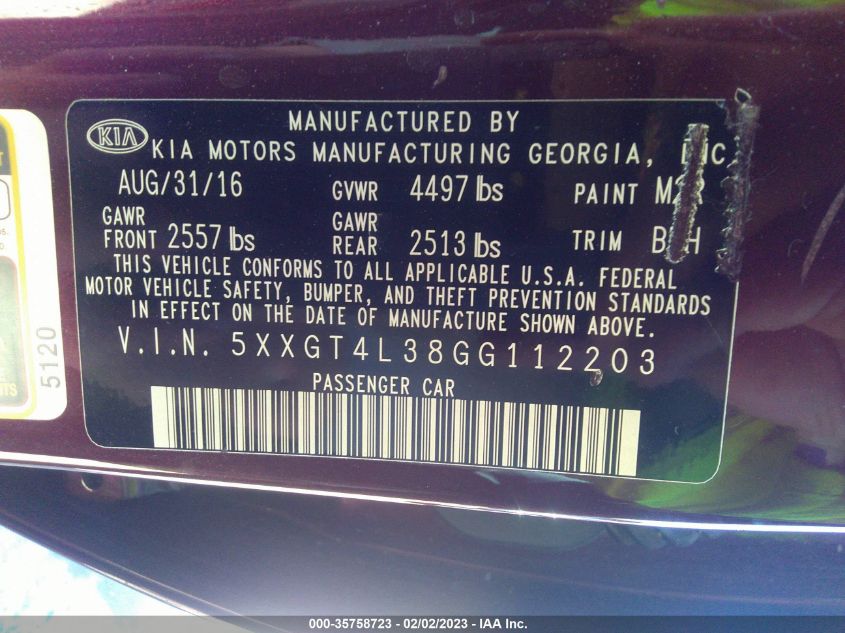 MANUFACTURED BY
KIA
KIA MOTORS MANUFACTURING GEORGIA, INC.
AUG/31/16 GVWR 4497 lbs PAINT
GAWR FRONT 2557 lbs GAWR REAR 2513 lbs TRIM
THIS VEHICLE CONFORMS TO ALL APPLICABLE U.S.A. FEDERAL
MOTOR VEHICLE SAFETY, BUMPER, AND THEFT PREVENTION STANDARDS
IN EFFECT ON THE DATE OF MANUFACTURE SHOWN ABOVE.
V.I.N. 5XXGT4L38GG112203
PASSENGER CAR
5120
000-35758723 - 02/02/2023 - IAA Inc.